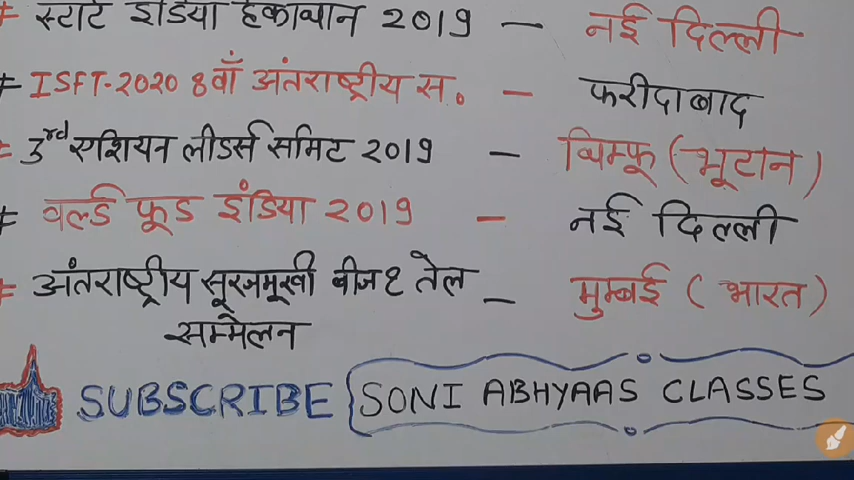 # स्टार्ट इंडिया हैकाथान 2019 - नई दिल्ली
# ISFT-2020 8वाँ अंतराष्ट्रीय स. - फरीदाबाद
= 3rd एशियन लीडर्स समिट 2019 - थिम्फू (भूटान)
# वर्ल्ड फूड इंडिया 2019 - नई दिल्ली
= अंतराष्ट्रीय सूरजमूखी बीज & तेल - मुम्बई (भारत)
सम्मेलन
SUBSCRIBE SONI ABHYAAS CLASSES